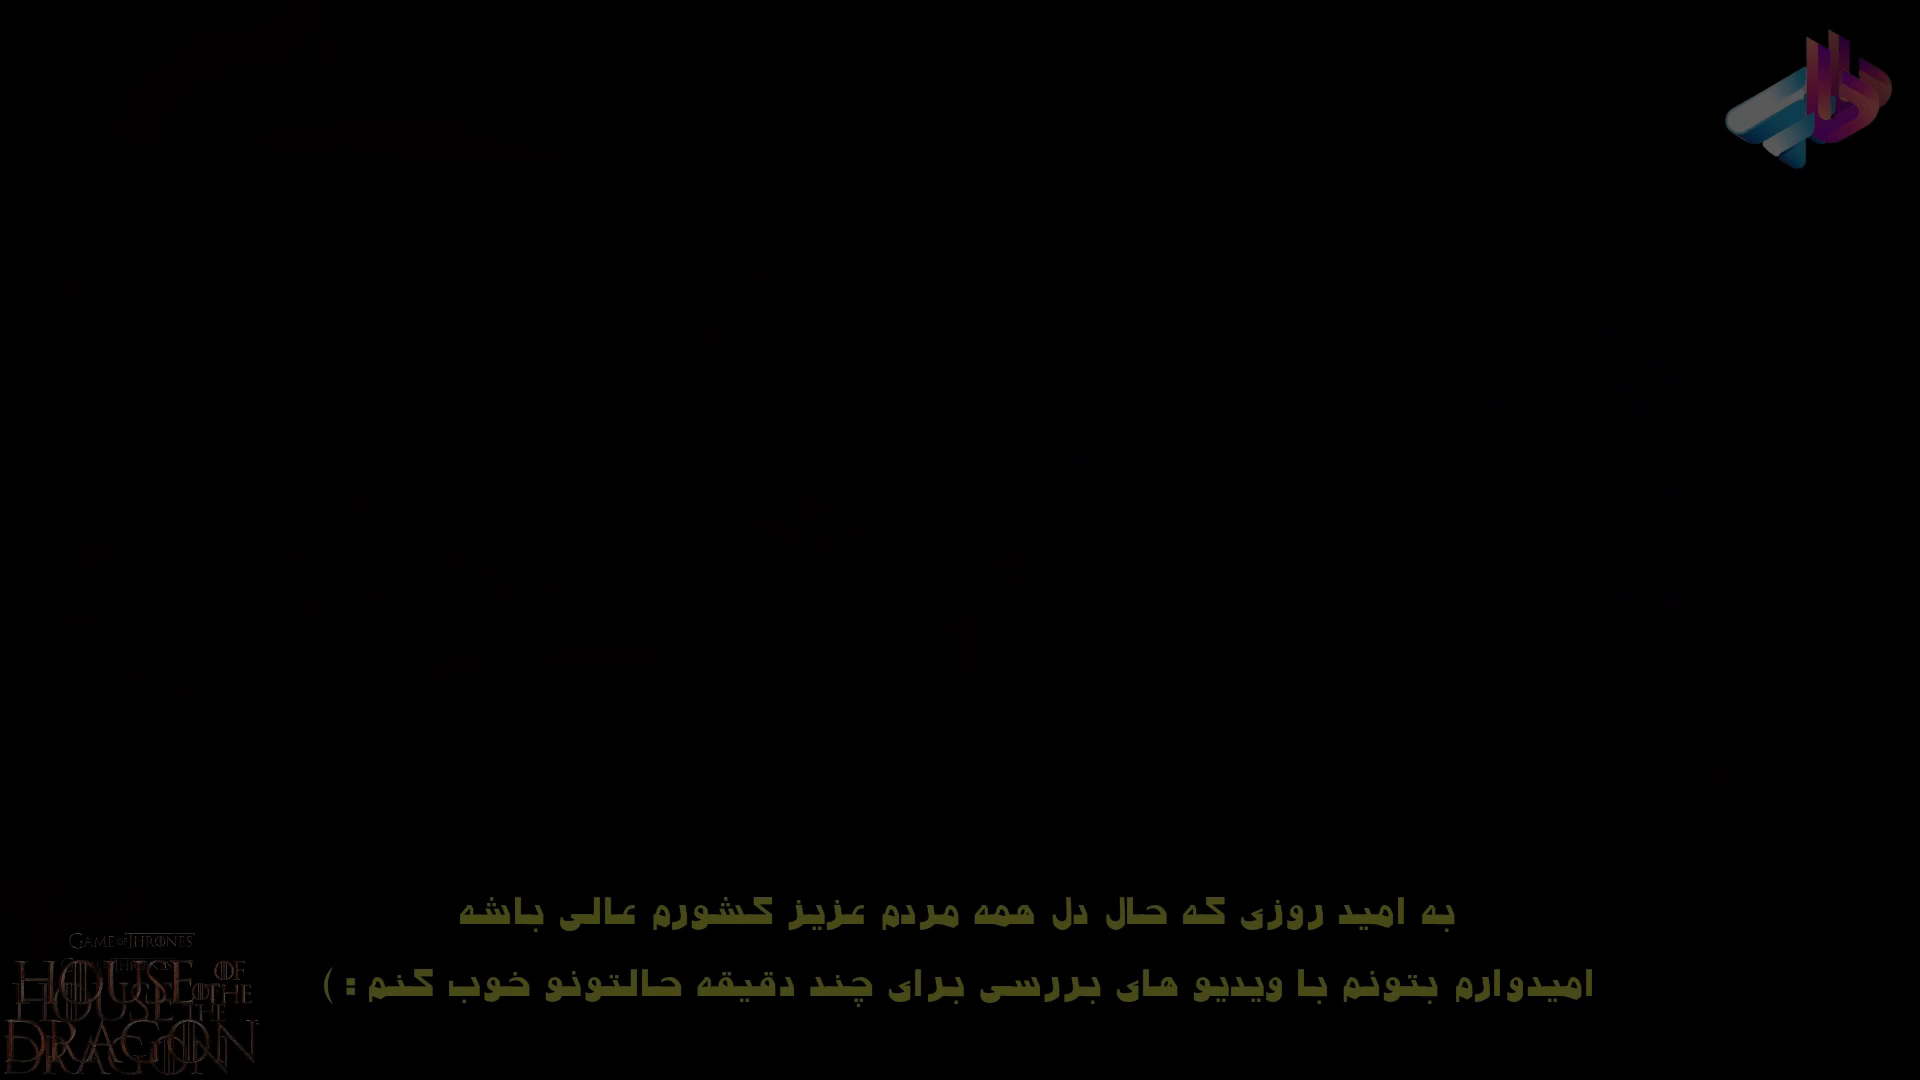 به امید روزی که حال دل همه مردم عزیز کشورم عالی باشه
امیدوارم بتونم با ویدیو های بررسی برای چند دقیقه حالتونو خوب کنم : )
GAME OF THRONES
HOUSE OF
THE
DRAGON